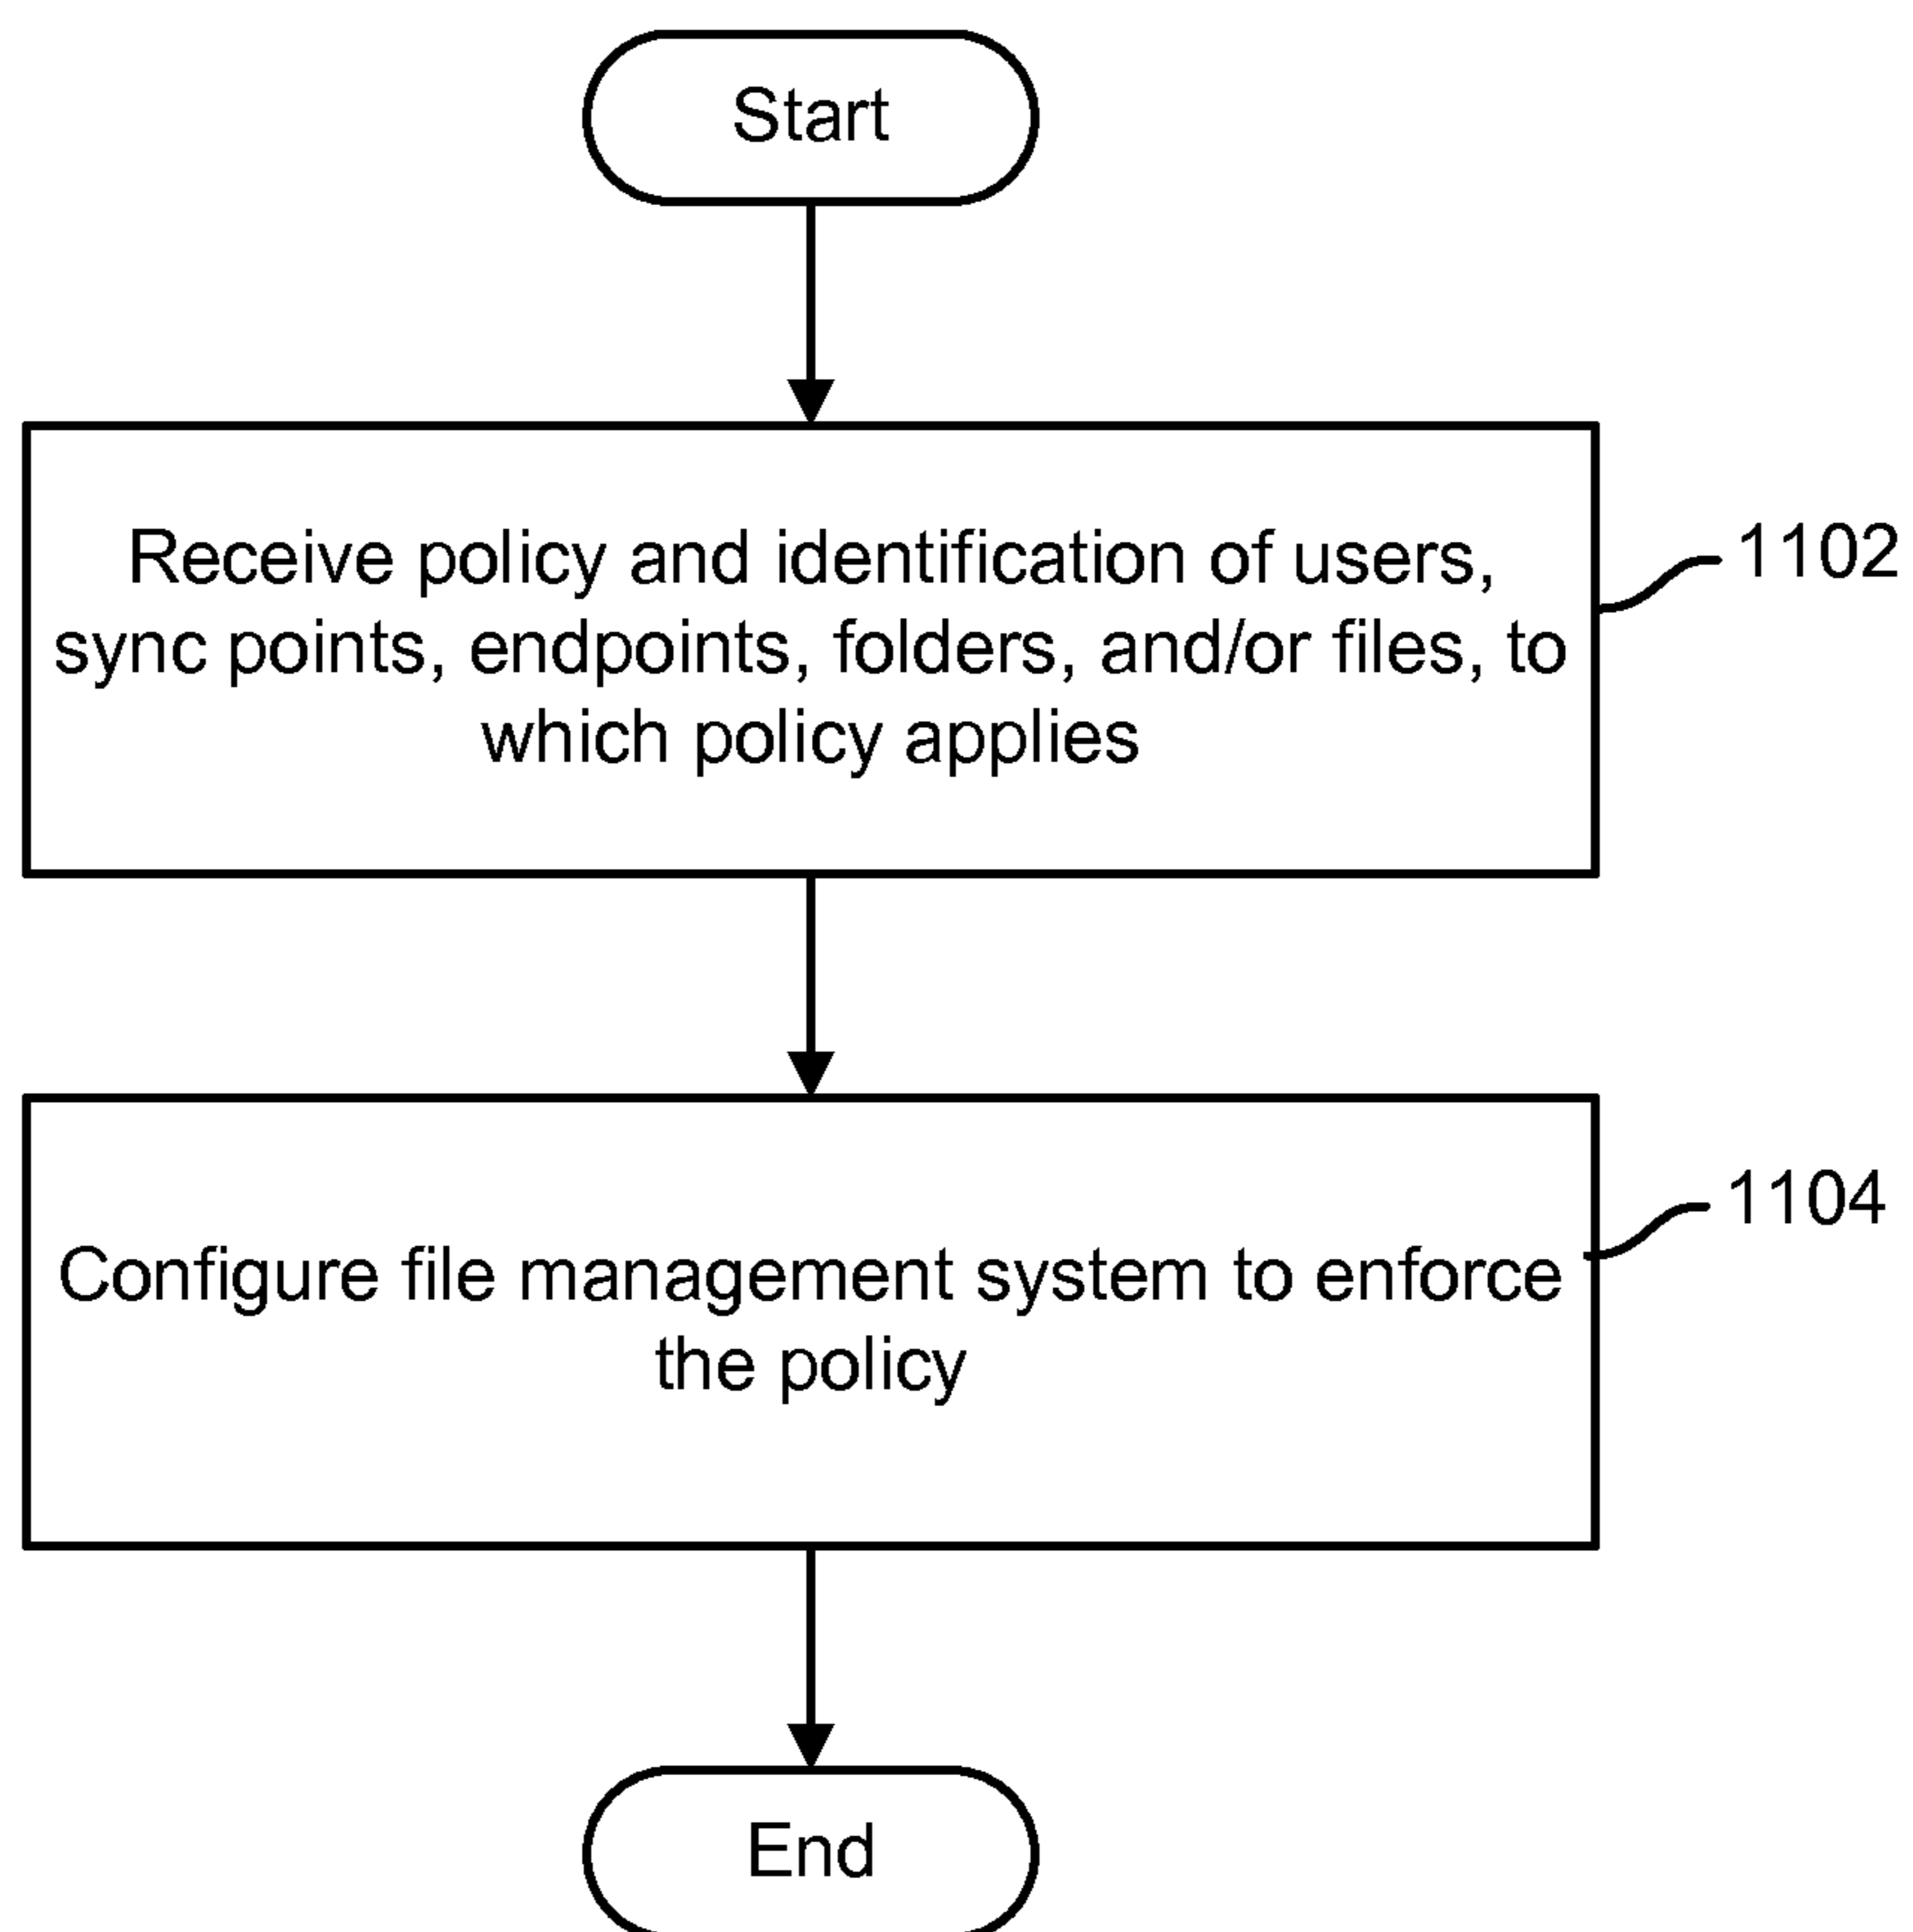 Start
Receive policy and identification of users,
sync points, endpoints, folders, and/or files, to
which policy applies
1102
Configure file management system to enforce
the policy
1104
End